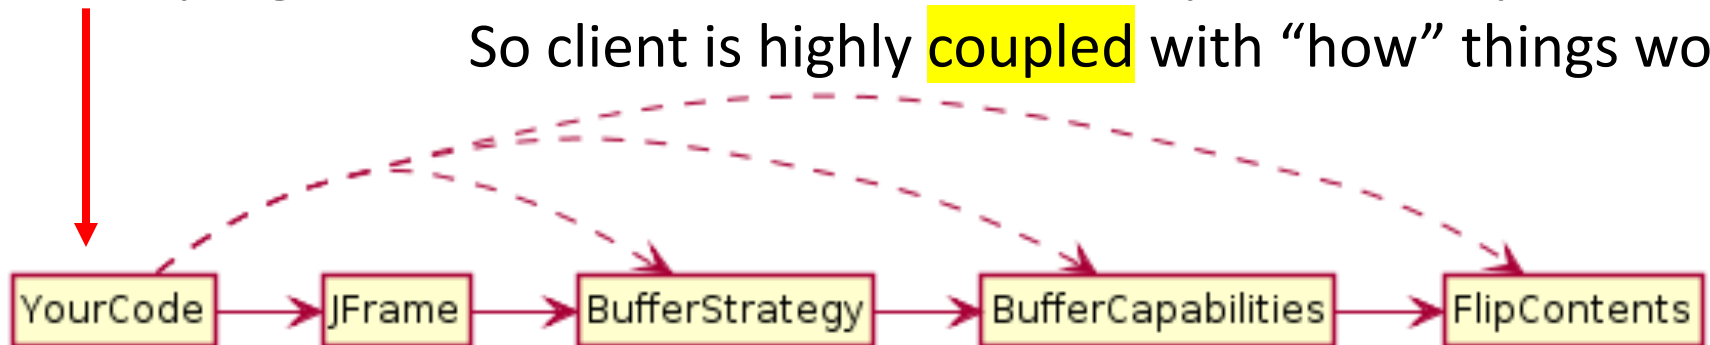 So client is highly coupled with “how” things wo
YourCode JFrame BufferStrategy BufferCapabilities FlipContents